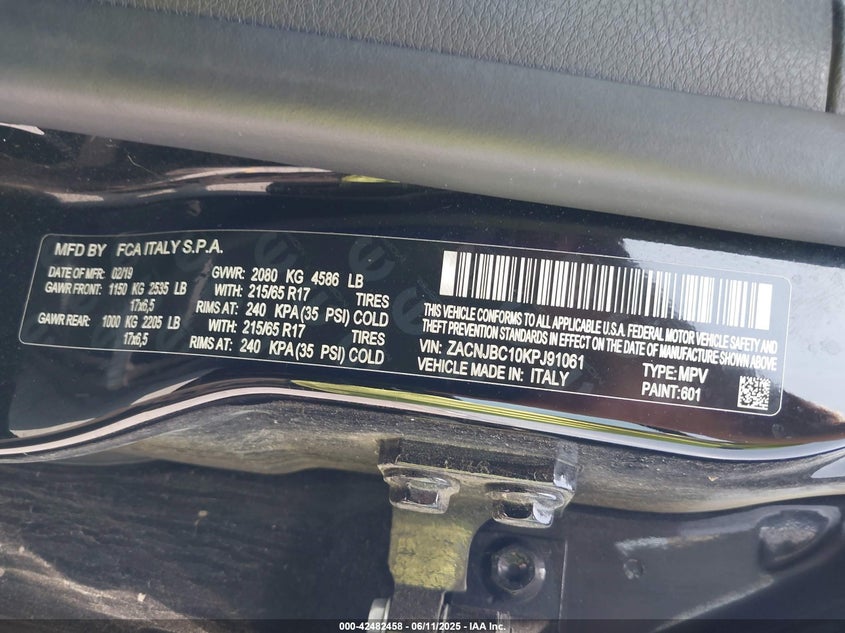 MFD BY FCA ITALY S.P.A.
DATE OF MFR: 02/19 GVWR: 2080 KG 4586 LB
GAWR FRONT: 1150 KG 2535 LB WITH: 215/65 R17 TIRES
17x6,5 RIMS AT: 240 KPA (35 PSI) COLD
GAWR REAR: 1000 KG 2205 LB WITH: 215/65 R17 TIRES
17x6,5 RIMS AT: 240 KPA (35 PSI) COLD
THIS VEHICLE CONFORMS TO ALL APPLICABLE U.S.A. FEDERAL MOTOR VEHICLE SAFETY AND
THEFT PREVENTION STANDARDS IN EFFECT ON THE DATE OF MANUFACTURE SHOWN ABOVE
VIN: ZACNJBC10KPJ91061 TYPE: MPV
VEHICLE MADE IN: ITALY PAINT:601
000-42482458 - 06/11/2025 - IAA Inc.